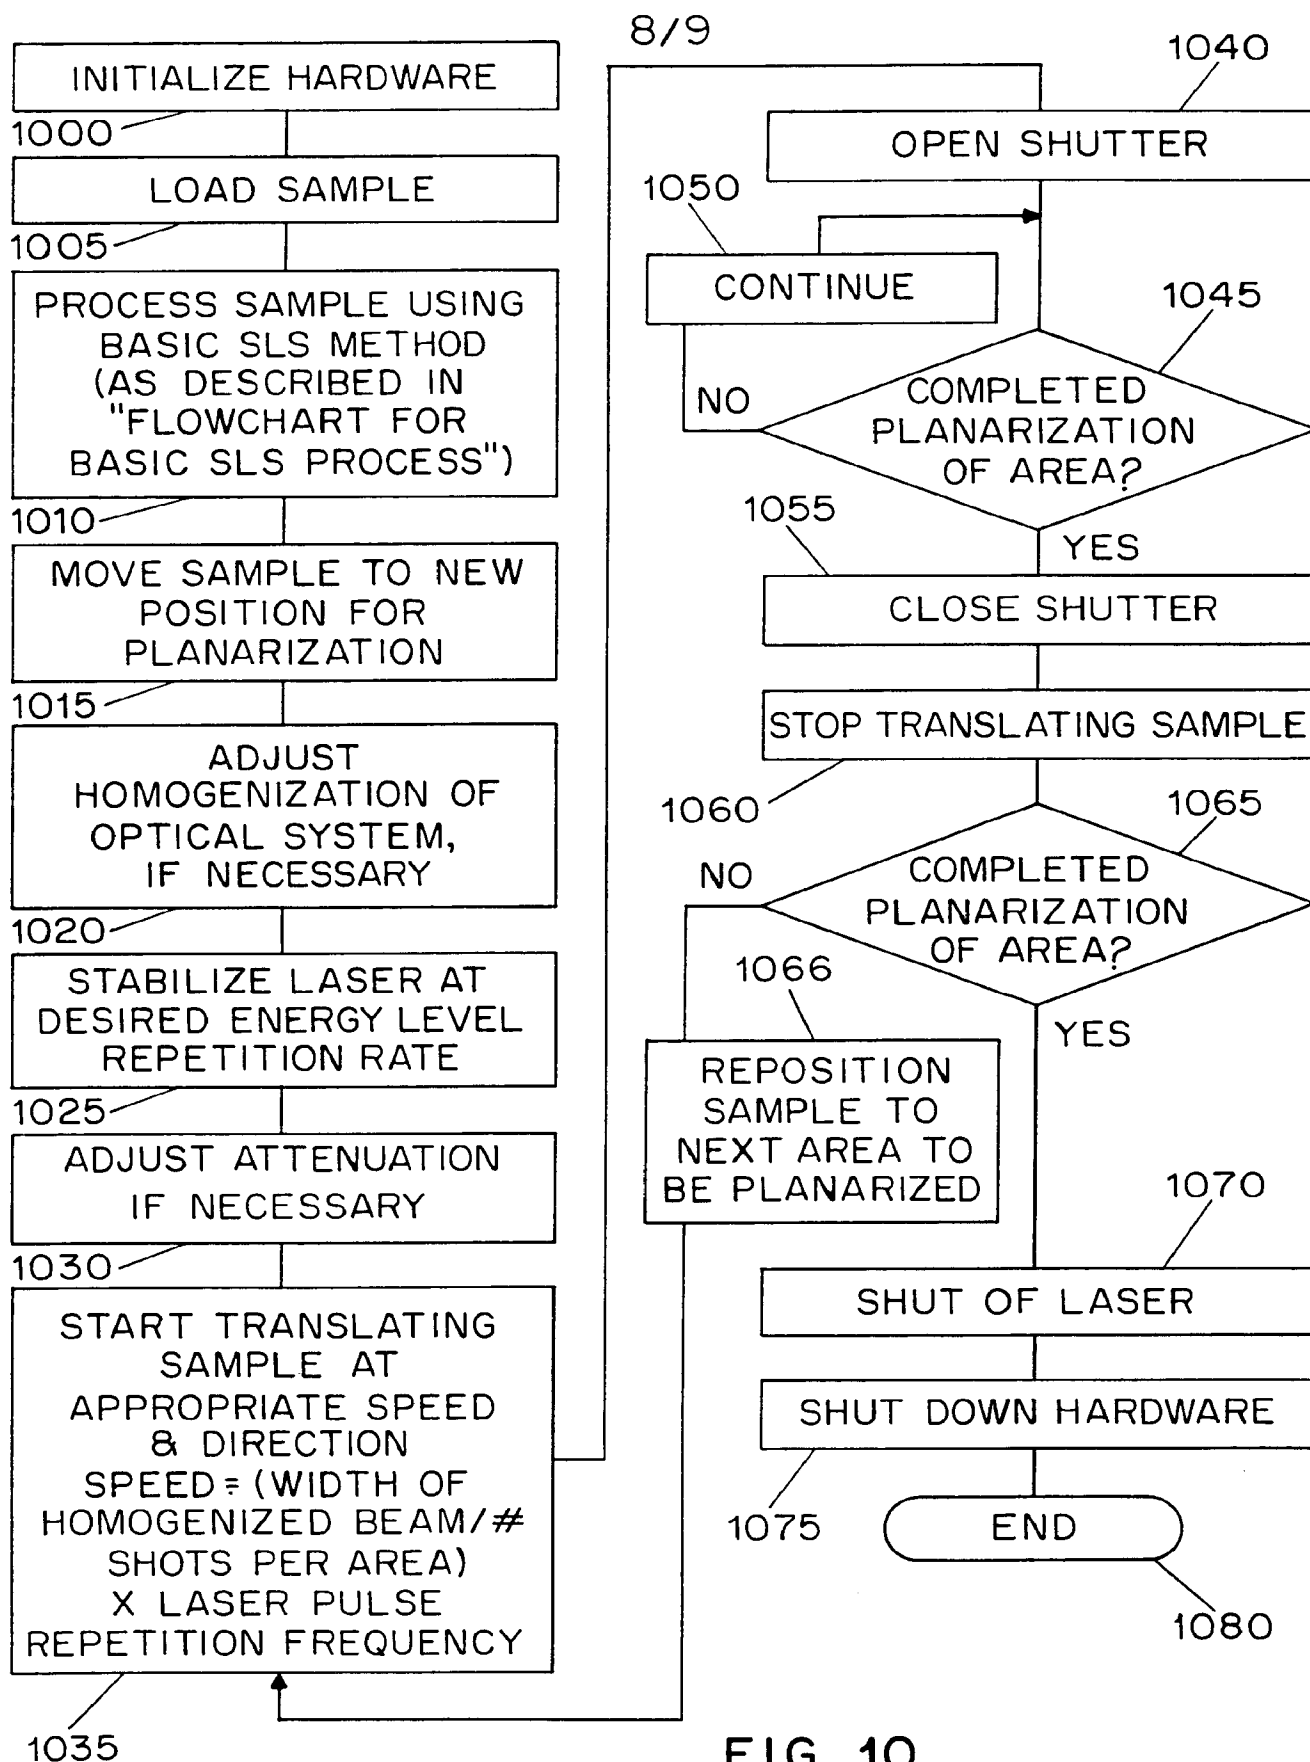 8/9
INITIALIZE HARDWARE
1000
LOAD SAMPLE
1005
PROCESS SAMPLE USING
BASIC SLS METHOD
(AS DESCRIBED IN
"FLOWCHART FOR
BASIC SLS PROCESS")
1010
MOVE SAMPLE TO NEW
POSITION FOR
PLANARIZATION
1015
ADJUST
HOMOGENIZATION OF
OPTICAL SYSTEM,
IF NECESSARY
1020
STABILIZE LASER AT
DESIRED ENERGY LEVEL
REPETITION RATE
1025
ADJUST ATTENUATION
IF NECESSARY
1030
START TRANSLATING
SAMPLE AT
APPROPRIATE SPEED
& DIRECTION
SPEED = (WIDTH OF
HOMOGENIZED BEAM/#
SHOTS PER AREA)
X LASER PULSE
REPETITION FREQUENCY
1035
1040
OPEN SHUTTER
1050
CONTINUE
1045
COMPLETED
PLANARIZATION
OF AREA?
NO
YES
1055
CLOSE SHUTTER
STOP TRANSLATING SAMPLE
1060
1065
COMPLETED
PLANARIZATION
OF AREA?
NO
YES
1066
REPOSITION
SAMPLE TO
NEXT AREA TO
BE PLANARIZED
1070
SHUT OF LASER
SHUT DOWN HARDWARE
1075
END
1080
FIG. 10